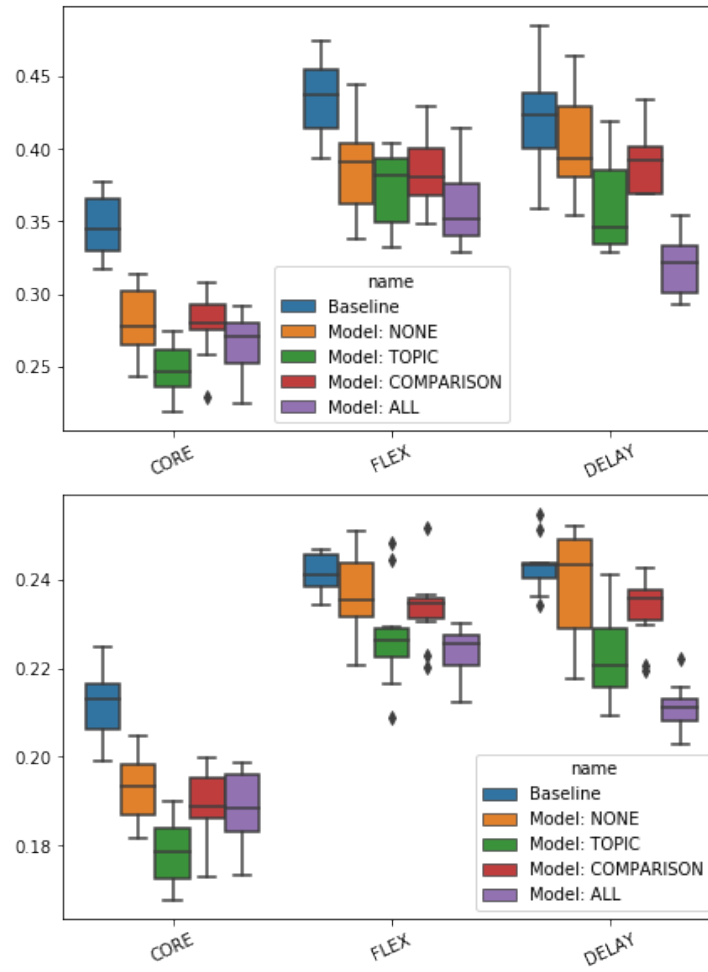 0.45
0.40
0.35
0.30
0.25
name
Baseline
Model: NONE
Model: TOPIC
Model: COMPARISON
Model: ALL
CORE
FLEX
DELAY
0.24
0.22
0.20
0.18
name
Baseline
Model: NONE
Model: TOPIC
Model: COMPARISON
Model: ALL
CORE
FLEX
DELAY